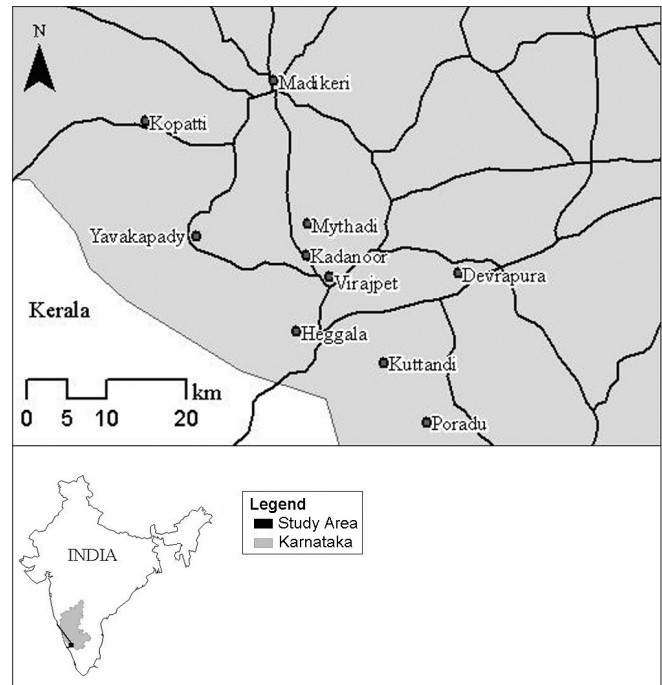 N
Madikeri
Kopatti
Mythadi
Yavakapady
Kadanoor
Virajpet
Devrapura
Kerala
Heggala
Kuttandi
km
0 5 10 20
Poradu
Legend
Study Area
Karnataka
INDIA